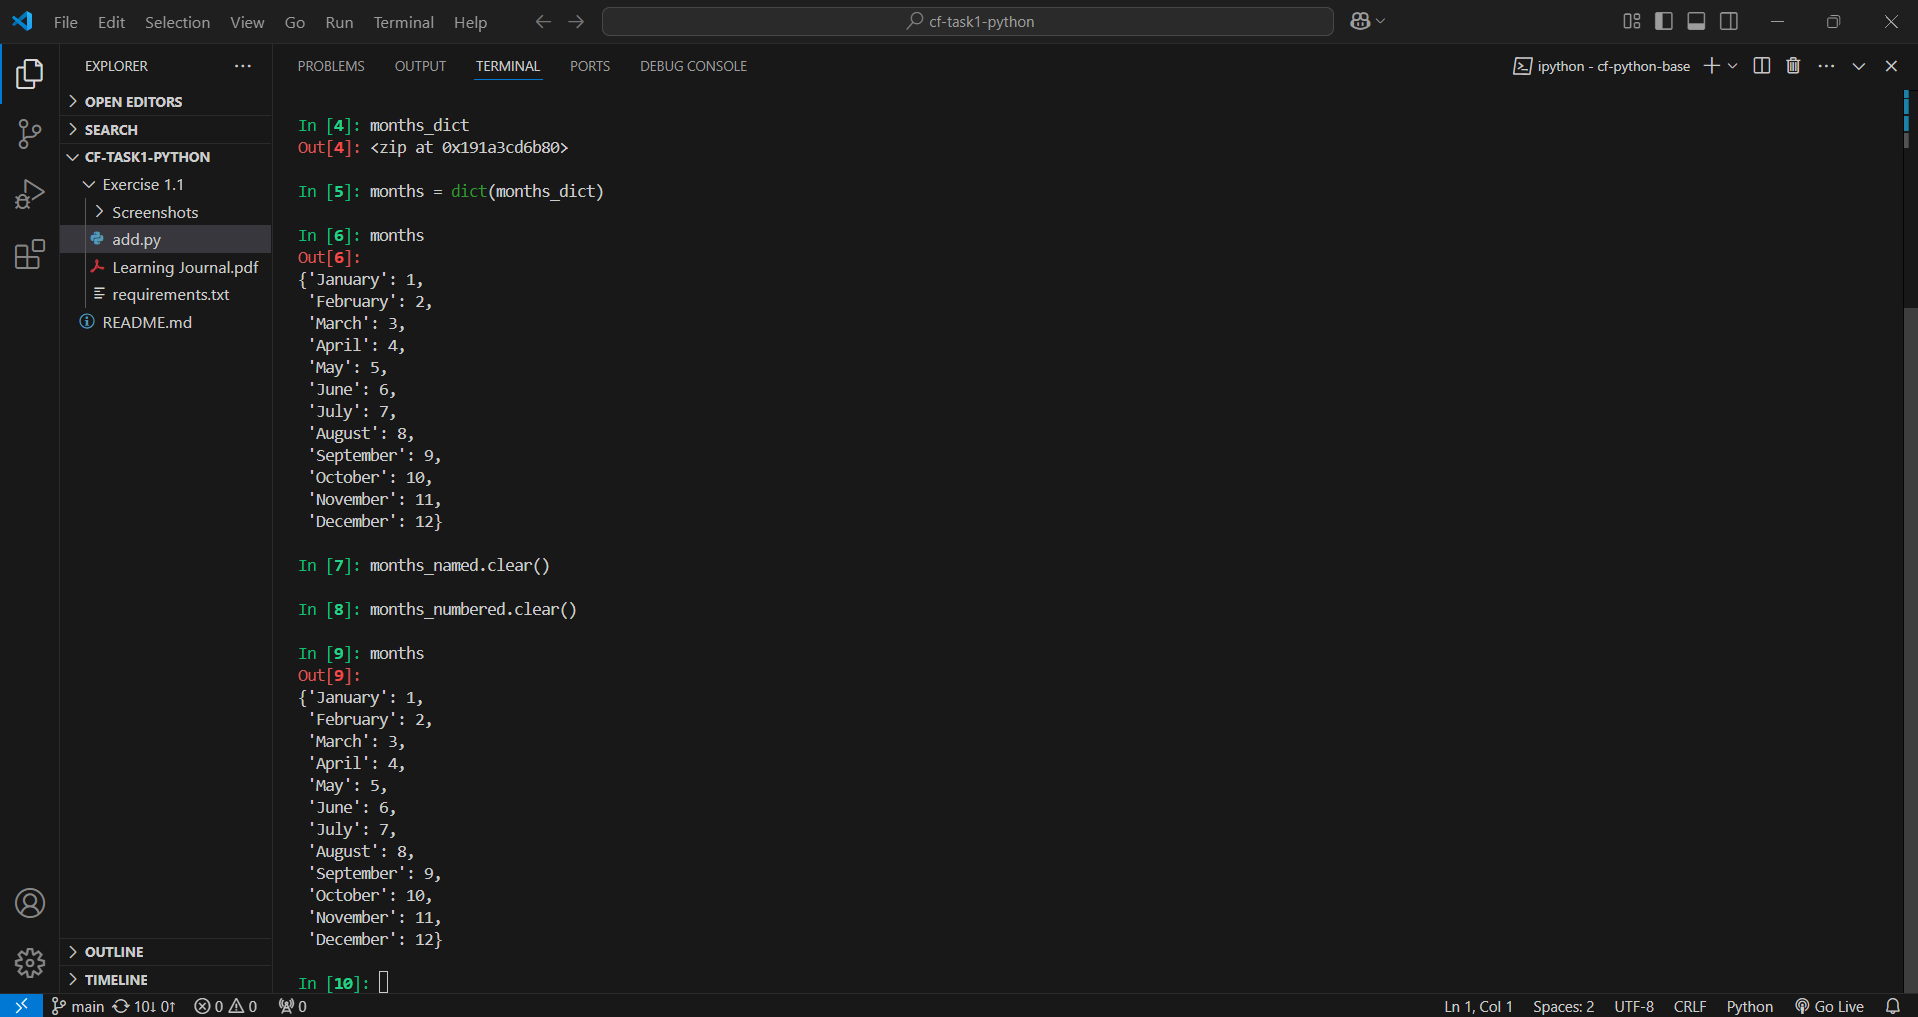 File Edit Selection View Go Run Terminal Help cf-task1-python
EXPLORER
OPEN EDITORS
SEARCH
CF-TASK1-PYTHON
Exercise 1.1
Screenshots
add.py
Learning Journal.pdf
requirements.txt
README.md
OUTLINE
TIMELINE
PROBLEMS OUTPUT TERMINAL PORTS DEBUG CONSOLE ipython - cf-python-base
In [4]: months_dict
Out[4]: <zip at 0x191a3cd6b80>
In [5]: months = dict(months_dict)
In [6]: months
Out[6]:
{'January': 1,
'February': 2,
'March': 3,
'April': 4,
'May': 5,
'June': 6,
'July': 7,
'August': 8,
'September': 9,
'October': 10,
'November': 11,
'December': 12}
In [7]: months_named.clear()
In [8]: months_numbered.clear()
In [9]: months
Out[9]:
{'January': 1,
'February': 2,
'March': 3,
'April': 4,
'May': 5,
'June': 6,
'July': 7,
'August': 8,
'September': 9,
'October': 10,
'November': 11,
'December': 12}
In [10]:
main 10↓ 0↑ 0 0 0 Ln 1, Col 1 Spaces: 2 UTF-8 CRLF Python Go Live